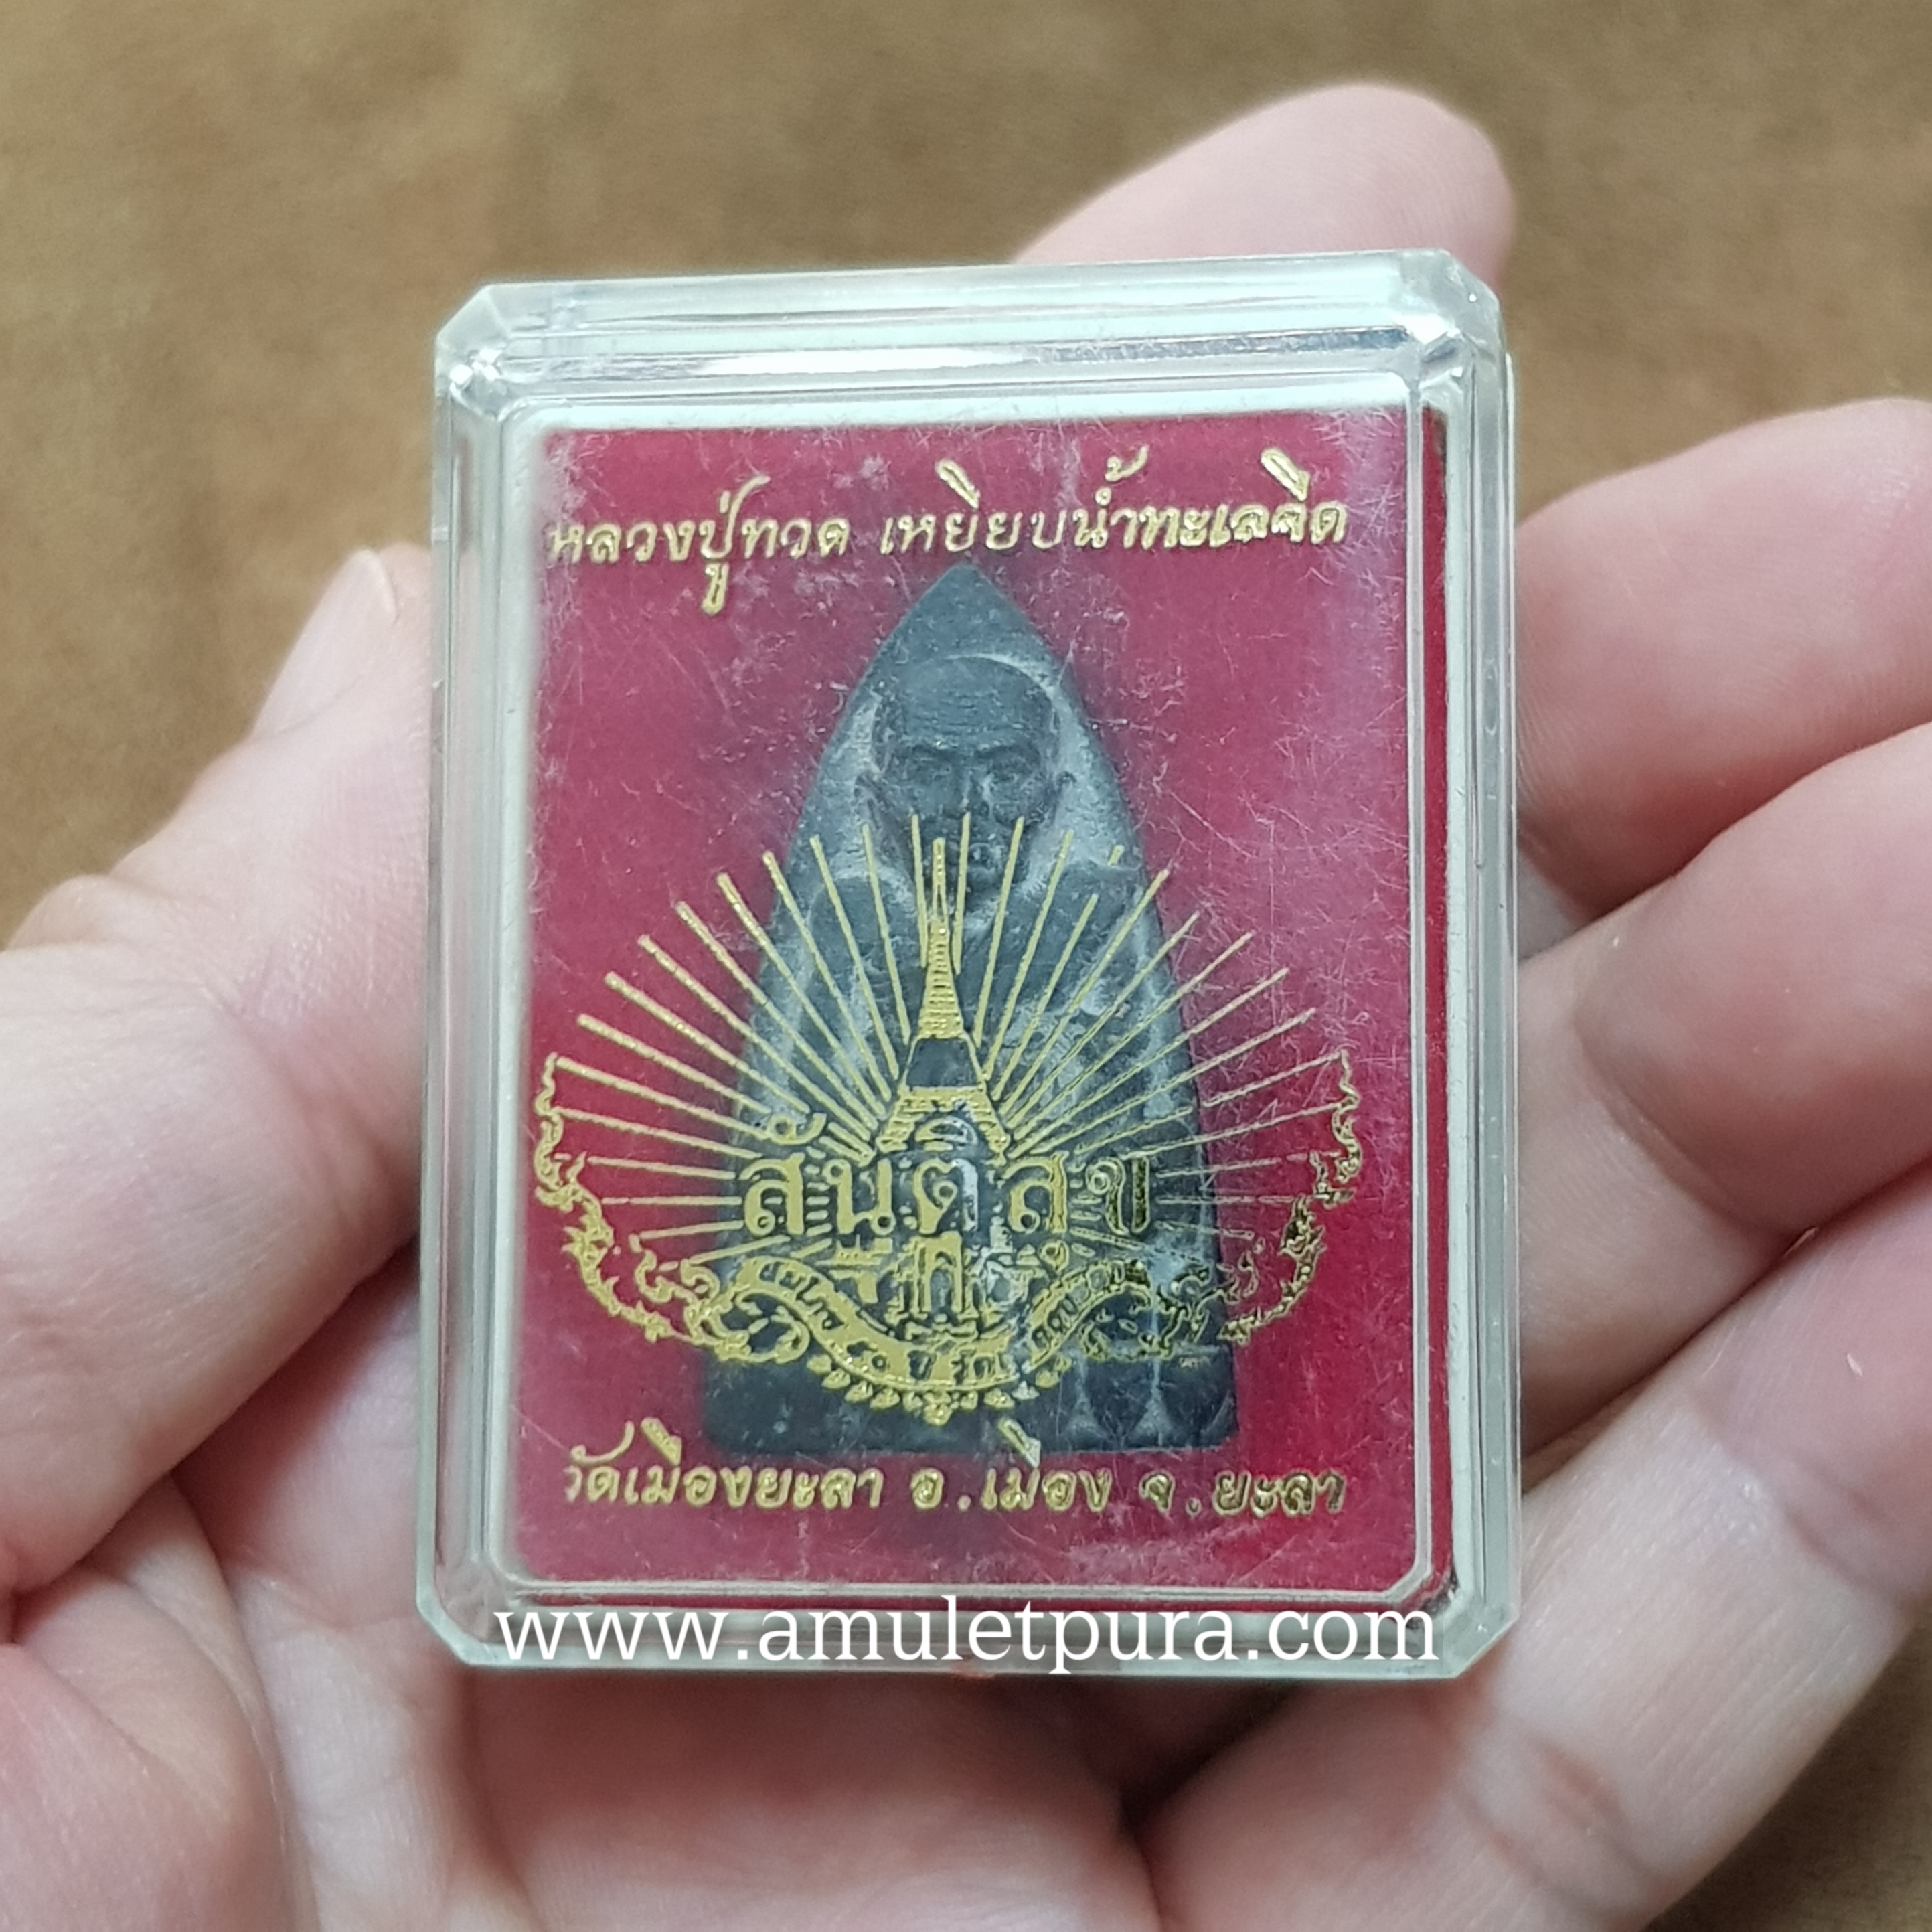 หลวงปู่ทวด เหยียบน้ำทะเลจืด
สันติสุข
วัดเมืองยะลา อ.เมือง จ.ยะลา
www.amuletpura.com